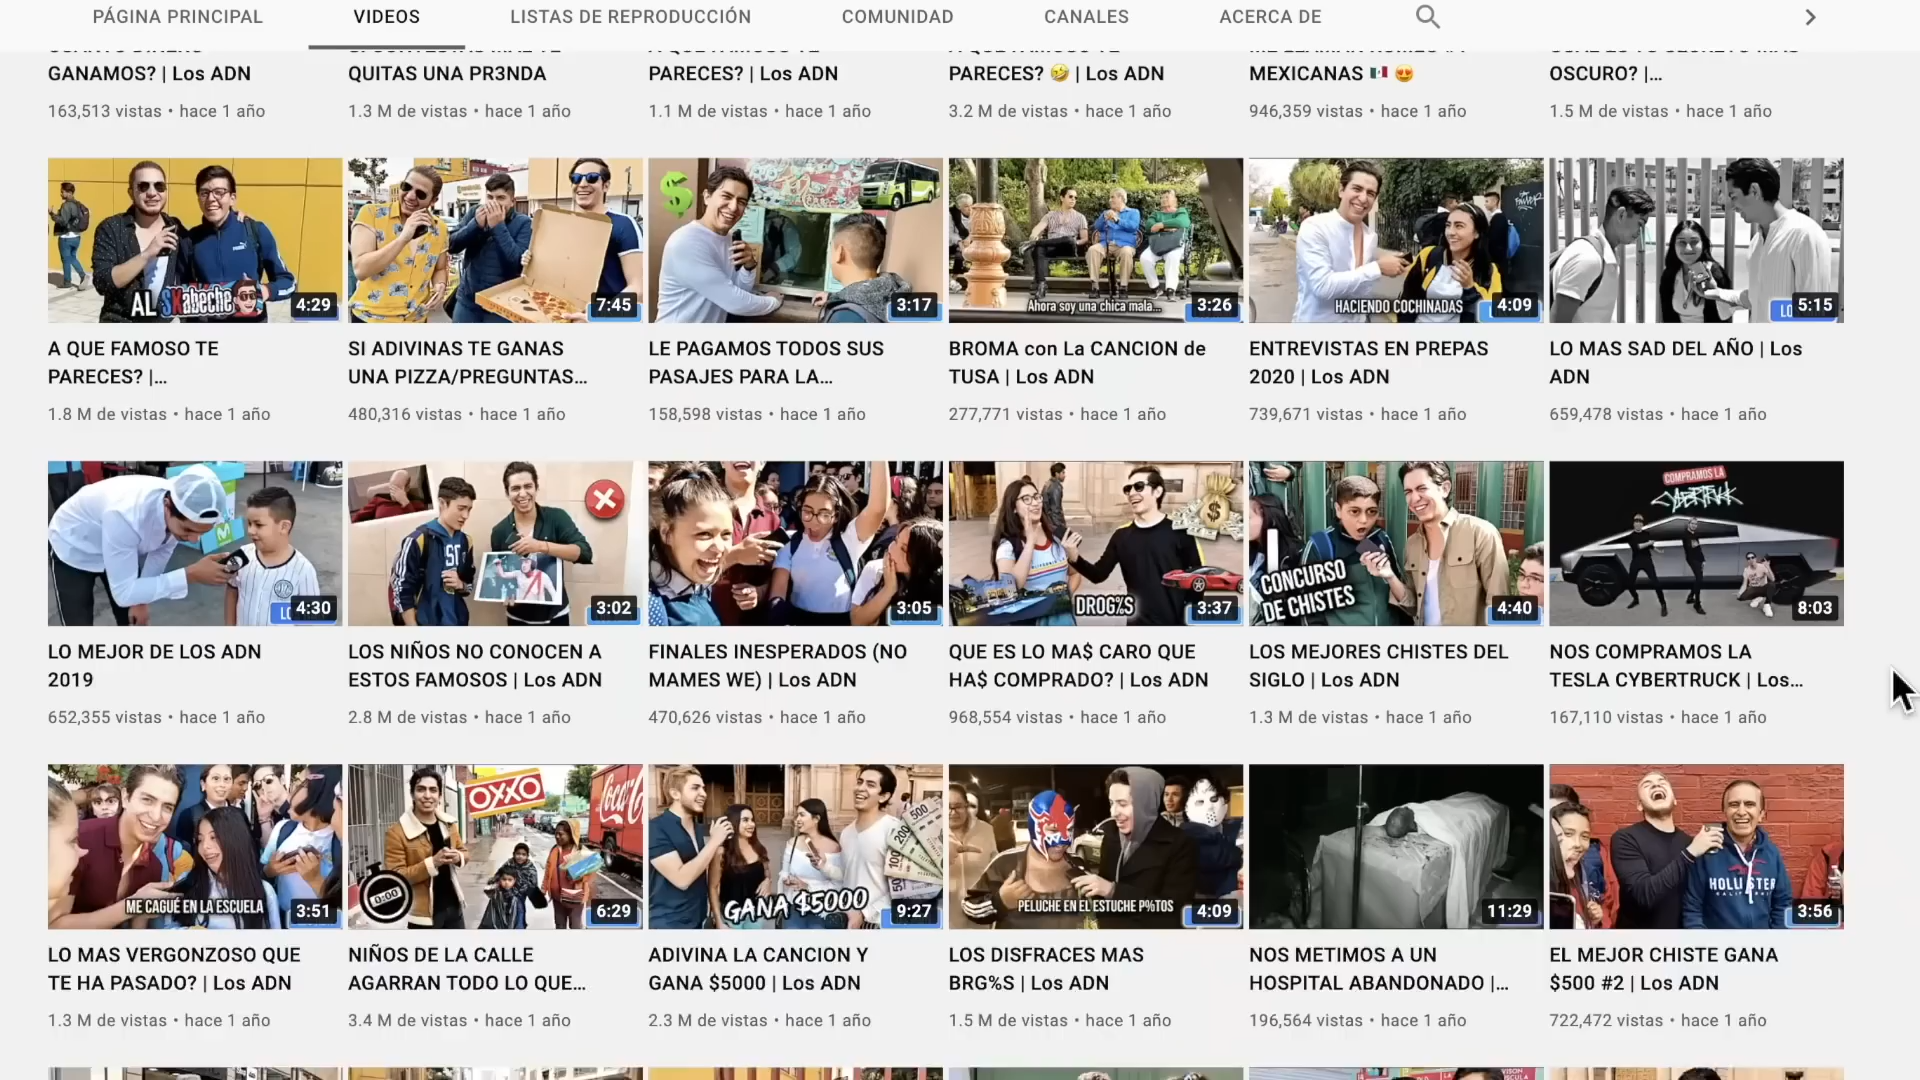 PÁGINA PRINCIPAL
VIDEOS
LISTAS DE REPRODUCCIÓN
COMUNIDAD
CANALES
ACERCA DE
GANAMOS? | Los ADN
QUITAS UNA PR3NDA
PARECES? | Los ADN
PARECES? 🤣 | Los ADN
MEXICANAS 🇲🇽 😍
OSCURO? |...
163,513 vistas • hace 1 año
1.3 M de vistas • hace 1 año
1.1 M de vistas • hace 1 año
3.2 M de vistas • hace 1 año
946,359 vistas • hace 1 año
1.5 M de vistas • hace 1 año
AL SKabeche
4:29
7:45
$
3:17
Ahora soy una chica mala...
3:26
HACIENDO COCHINADAS
4:09
LO
5:15
A QUE FAMOSO TE
PARECES? |...
1.8 M de vistas • hace 1 año
SI ADIVINAS TE GANAS
UNA PIZZA/PREGUNTAS...
480,316 vistas • hace 1 año
LE PAGAMOS TODOS SUS
PASAJES PARA LA...
158,598 vistas • hace 1 año
BROMA con La CANCION de
TUSA | Los ADN
277,771 vistas • hace 1 año
ENTREVISTAS EN PREPAS
2020 | Los ADN
739,671 vistas • hace 1 año
LO MAS SAD DEL AÑO | Los
ADN
659,478 vistas • hace 1 año
4:30
3:02
3:05
$
DROG%S
3:37
CONCURSO
DE CHISTES
4:40
COMPRAMOS LA
CYBERTRUCK
8:03
LO MEJOR DE LOS ADN
2019
652,355 vistas • hace 1 año
LOS NIÑOS NO CONOCEN A
ESTOS FAMOSOS | Los ADN
2.8 M de vistas • hace 1 año
FINALES INESPERADOS (NO
MAMES WE) | Los ADN
470,626 vistas • hace 1 año
QUE ES LO MA$ CARO QUE
HA$ COMPRADO? | Los ADN
968,554 vistas • hace 1 año
LOS MEJORES CHISTES DEL
SIGLO | Los ADN
1.3 M de vistas • hace 1 año
NOS COMPRAMOS LA
TESLA CYBERTRUCK | Los...
167,110 vistas • hace 1 año
ME CAGUÉ EN LA ESCUELA
3:51
OXXO
0:00
6:29
500
200
GANA $5000
9:27
PELUCHE EN EL ESTUCHE P%TOS
4:09
11:29
HOLLISTER
CALIFORNIA
3:56
LO MAS VERGONZOSO QUE
TE HA PASADO? | Los ADN
1.3 M de vistas • hace 1 año
NIÑOS DE LA CALLE
AGARRAN TODO LO QUE...
3.4 M de vistas • hace 1 año
ADIVINA LA CANCION Y
GANA $5000 | Los ADN
2.3 M de vistas • hace 1 año
LOS DISFRACES MAS
BRG%S | Los ADN
1.5 M de vistas • hace 1 año
NOS METIMOS A UN
HOSPITAL ABANDONADO |...
196,564 vistas • hace 1 año
EL MEJOR CHISTE GANA
$500 #2 | Los ADN
722,472 vistas • hace 1 año